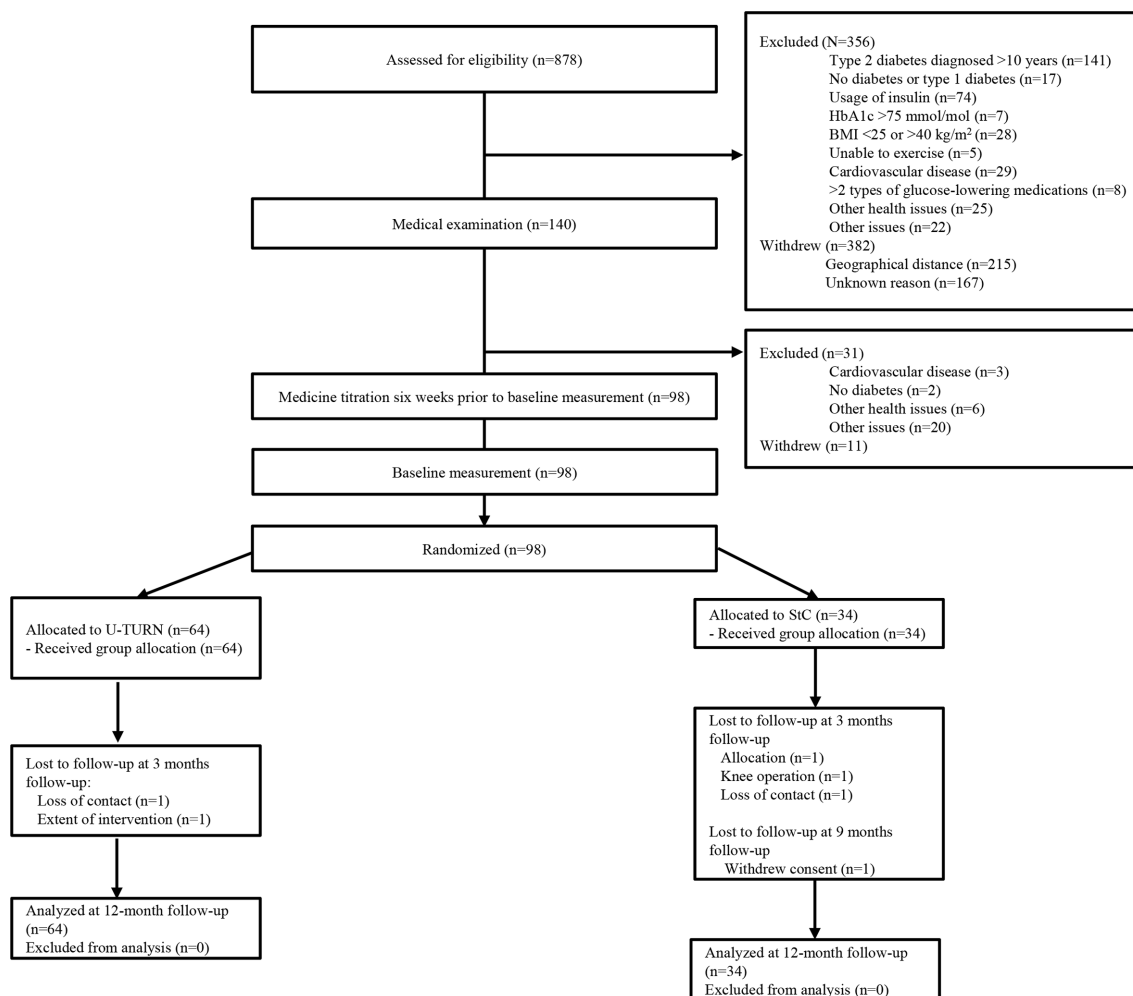 Assessed for eligibility (n=878)
Excluded (N=356)
Type 2 diabetes diagnosed >10 years (n=141)
No diabetes or type 1 diabetes (n=17)
Usage of insulin (n=74)
HbA1c >75 mmol/mol (n=7)
BMI <25 or >40 kg/m² (n=28)
Unable to exercise (n=5)
Cardiovascular disease (n=29)
>2 types of glucose-lowering medications (n=8)
Other health issues (n=25)
Other issues (n=22)
Withdrew (n=382)
Geographical distance (n=215)
Unknown reason (n=167)
Medical examination (n=140)
Excluded (n=31)
Cardiovascular disease (n=3)
No diabetes (n=2)
Other health issues (n=6)
Other issues (n=20)
Withdrew (n=11)
Medicine titration six weeks prior to baseline measurement (n=98)
Baseline measurement (n=98)
Randomized (n=98)
Allocated to U-TURN (n=64)
- Received group allocation (n=64)
Lost to follow-up at 3 months
follow-up:
Loss of contact (n=1)
Extent of intervention (n=1)
Analyzed at 12-month follow-up
(n=64)
Excluded from analysis (n=0)
Allocated to StC (n=34)
- Received group allocation (n=34)
Lost to follow-up at 3 months
follow-up
Allocation (n=1)
Knee operation (n=1)
Loss of contact (n=1)
Lost to follow-up at 9 months
follow-up
Withdrew consent (n=1)
Analyzed at 12-month follow-up
(n=34)
Excluded from analysis (n=0)